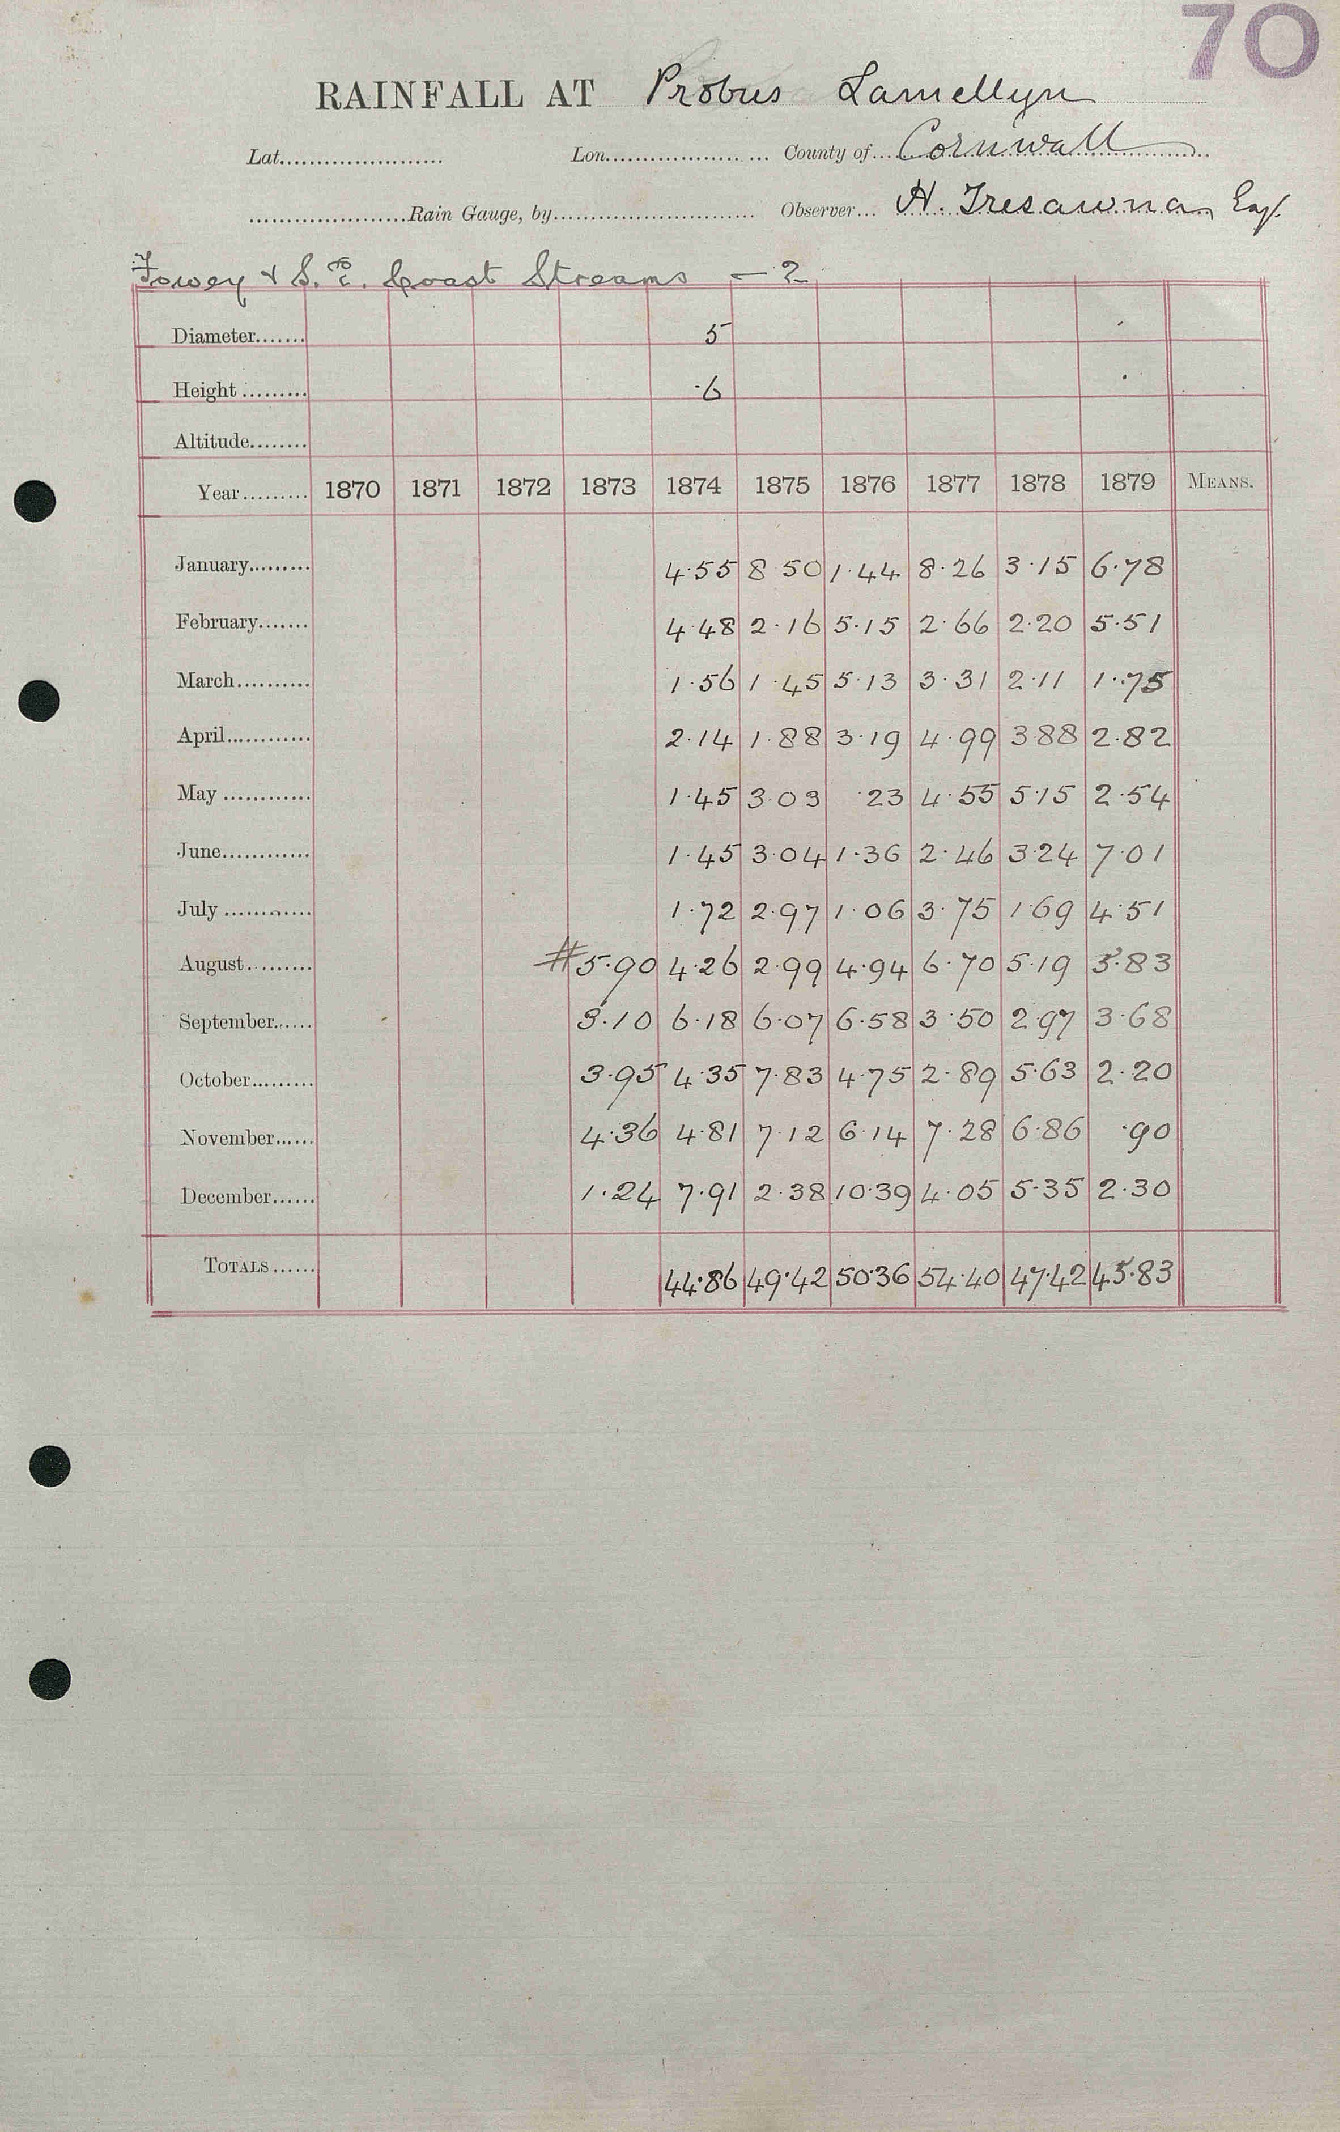 70
RAINFALL AT Probus Lamellyn
Lat...................... Lon..................... County of... Cornwall
.....................Rain Gauge, by........................... Observer... H. Tresawna, Esq.
Fowey & S. E. Coast Streams - 2
Diameter....... 5
Height ......... ·6
Altitude........
Year......... 1870 1871 1872 1873 1874 1875 1876 1877 1878 1879 MEANS.
January......... 4·55 8 50 1·44 8·26 3·15 6·78
February....... 4·48 2·16 5·15 2·66 2·20 5·51
March.......... 1·56 1·45 5·13 3·31 2·11 1·75
April............ 2·14 1·88 3·19 4·99 3 88 2·82
May ............ 1·45 3·03 ·23 4·55 5·15 2·54
June............ 1·45 3·04 1·36 2·46 3·24 7·01
July ............ 1·72 2·97 1·06 3·75 1·69 4·51
August.......... #5·90 4·26 2·99 4·94 6·70 5·19 5·83
September...... 3·10 6·18 6·07 6·58 3·50 2·97 3·68
October......... 3·95 4·35 7·83 4·75 2·89 5·63 2·20
November...... 4·36 4·81 7·12 6·14 7·28 6·86 ·90
December...... 1·24 7·91 2·38 10·39 4·05 5·35 2·30
TOTALS...... 44·86 49·42 50·36 54·40 47·42 45·83